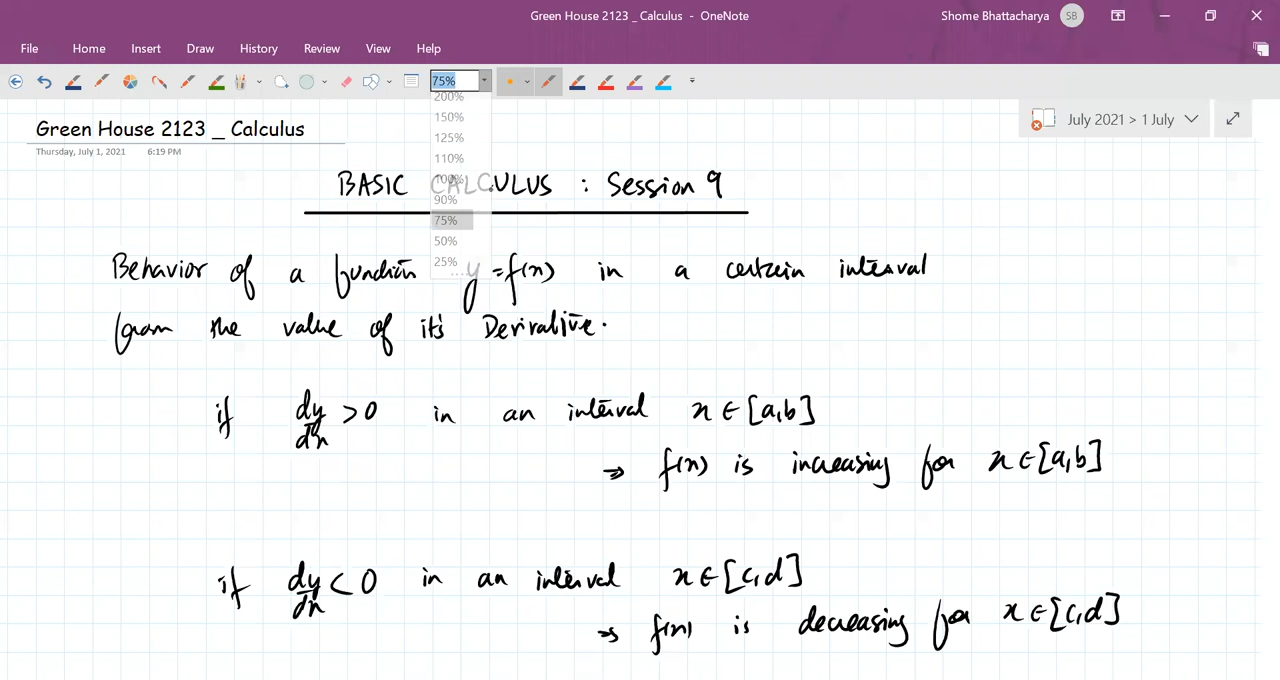 Green House 2123 _ Calculus - OneNote
Shome Bhattacharya SB
File Home Insert Draw History Review View Help
75%
200%
150%
125%
110%
100%
90%
75%
50%
25%
Green House 2123 _ Calculus
Thursday, July 1, 2021 6:19 PM
July 2021 > 1 July
BASIC CALCULUS : Session 9
Behavior of a function y = f(x) in a certain interval
from the value of it's Derivative.
if dy/dx > 0 in an interval x ∈ [a,b]
⇒ f(x) is increasing for x ∈ [a,b]
if dy/dx < 0 in an interval x ∈ [c,d]
⇒ f(x) is decreasing for x ∈ [c,d]